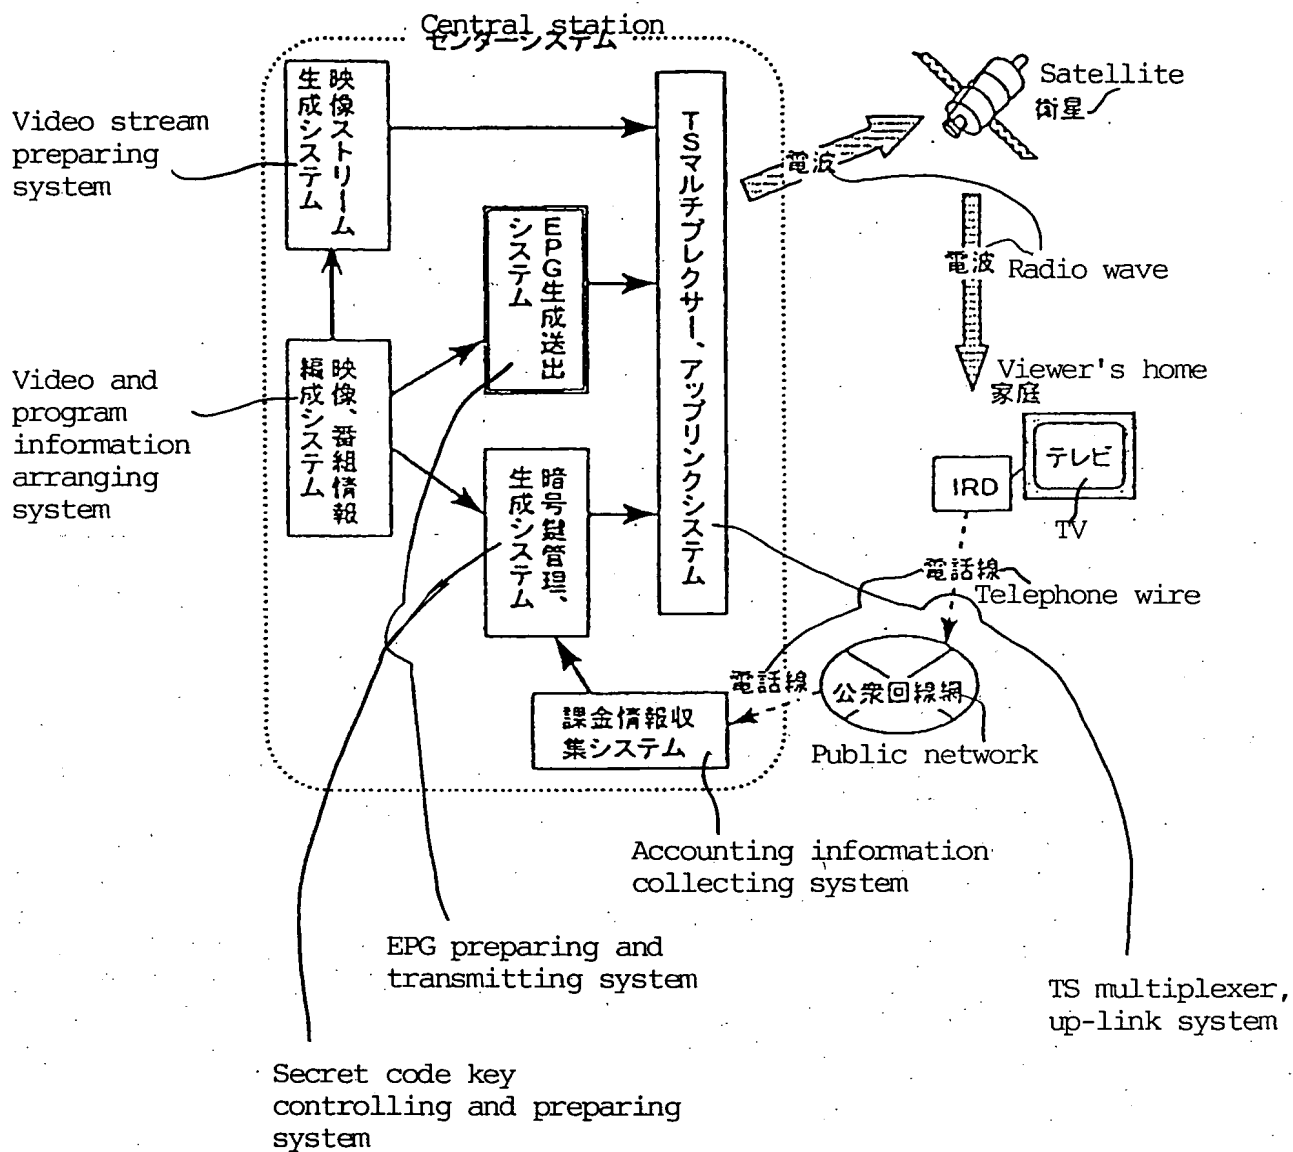 Central station
センターシステム
映像ストリーム
生成システム
Video stream
preparing
system
TSマルチプレクサー、アップリンクシステム
電波
Satellite
衛星
EPG生成送出
システム
電波
Radio wave
Video and
program
information
arranging
system
映像、番組情報
編成システム
Viewer's home
家庭
テレビ
IRD
TV
暗号鍵管理、
生成システム
電話線
Telephone wire
電話線
公衆回線網
Public network
課金情報収
集システム
Accounting information
collecting system
EPG preparing and
transmitting system
TS multiplexer,
up-link system
Secret code key
controlling and preparing
system